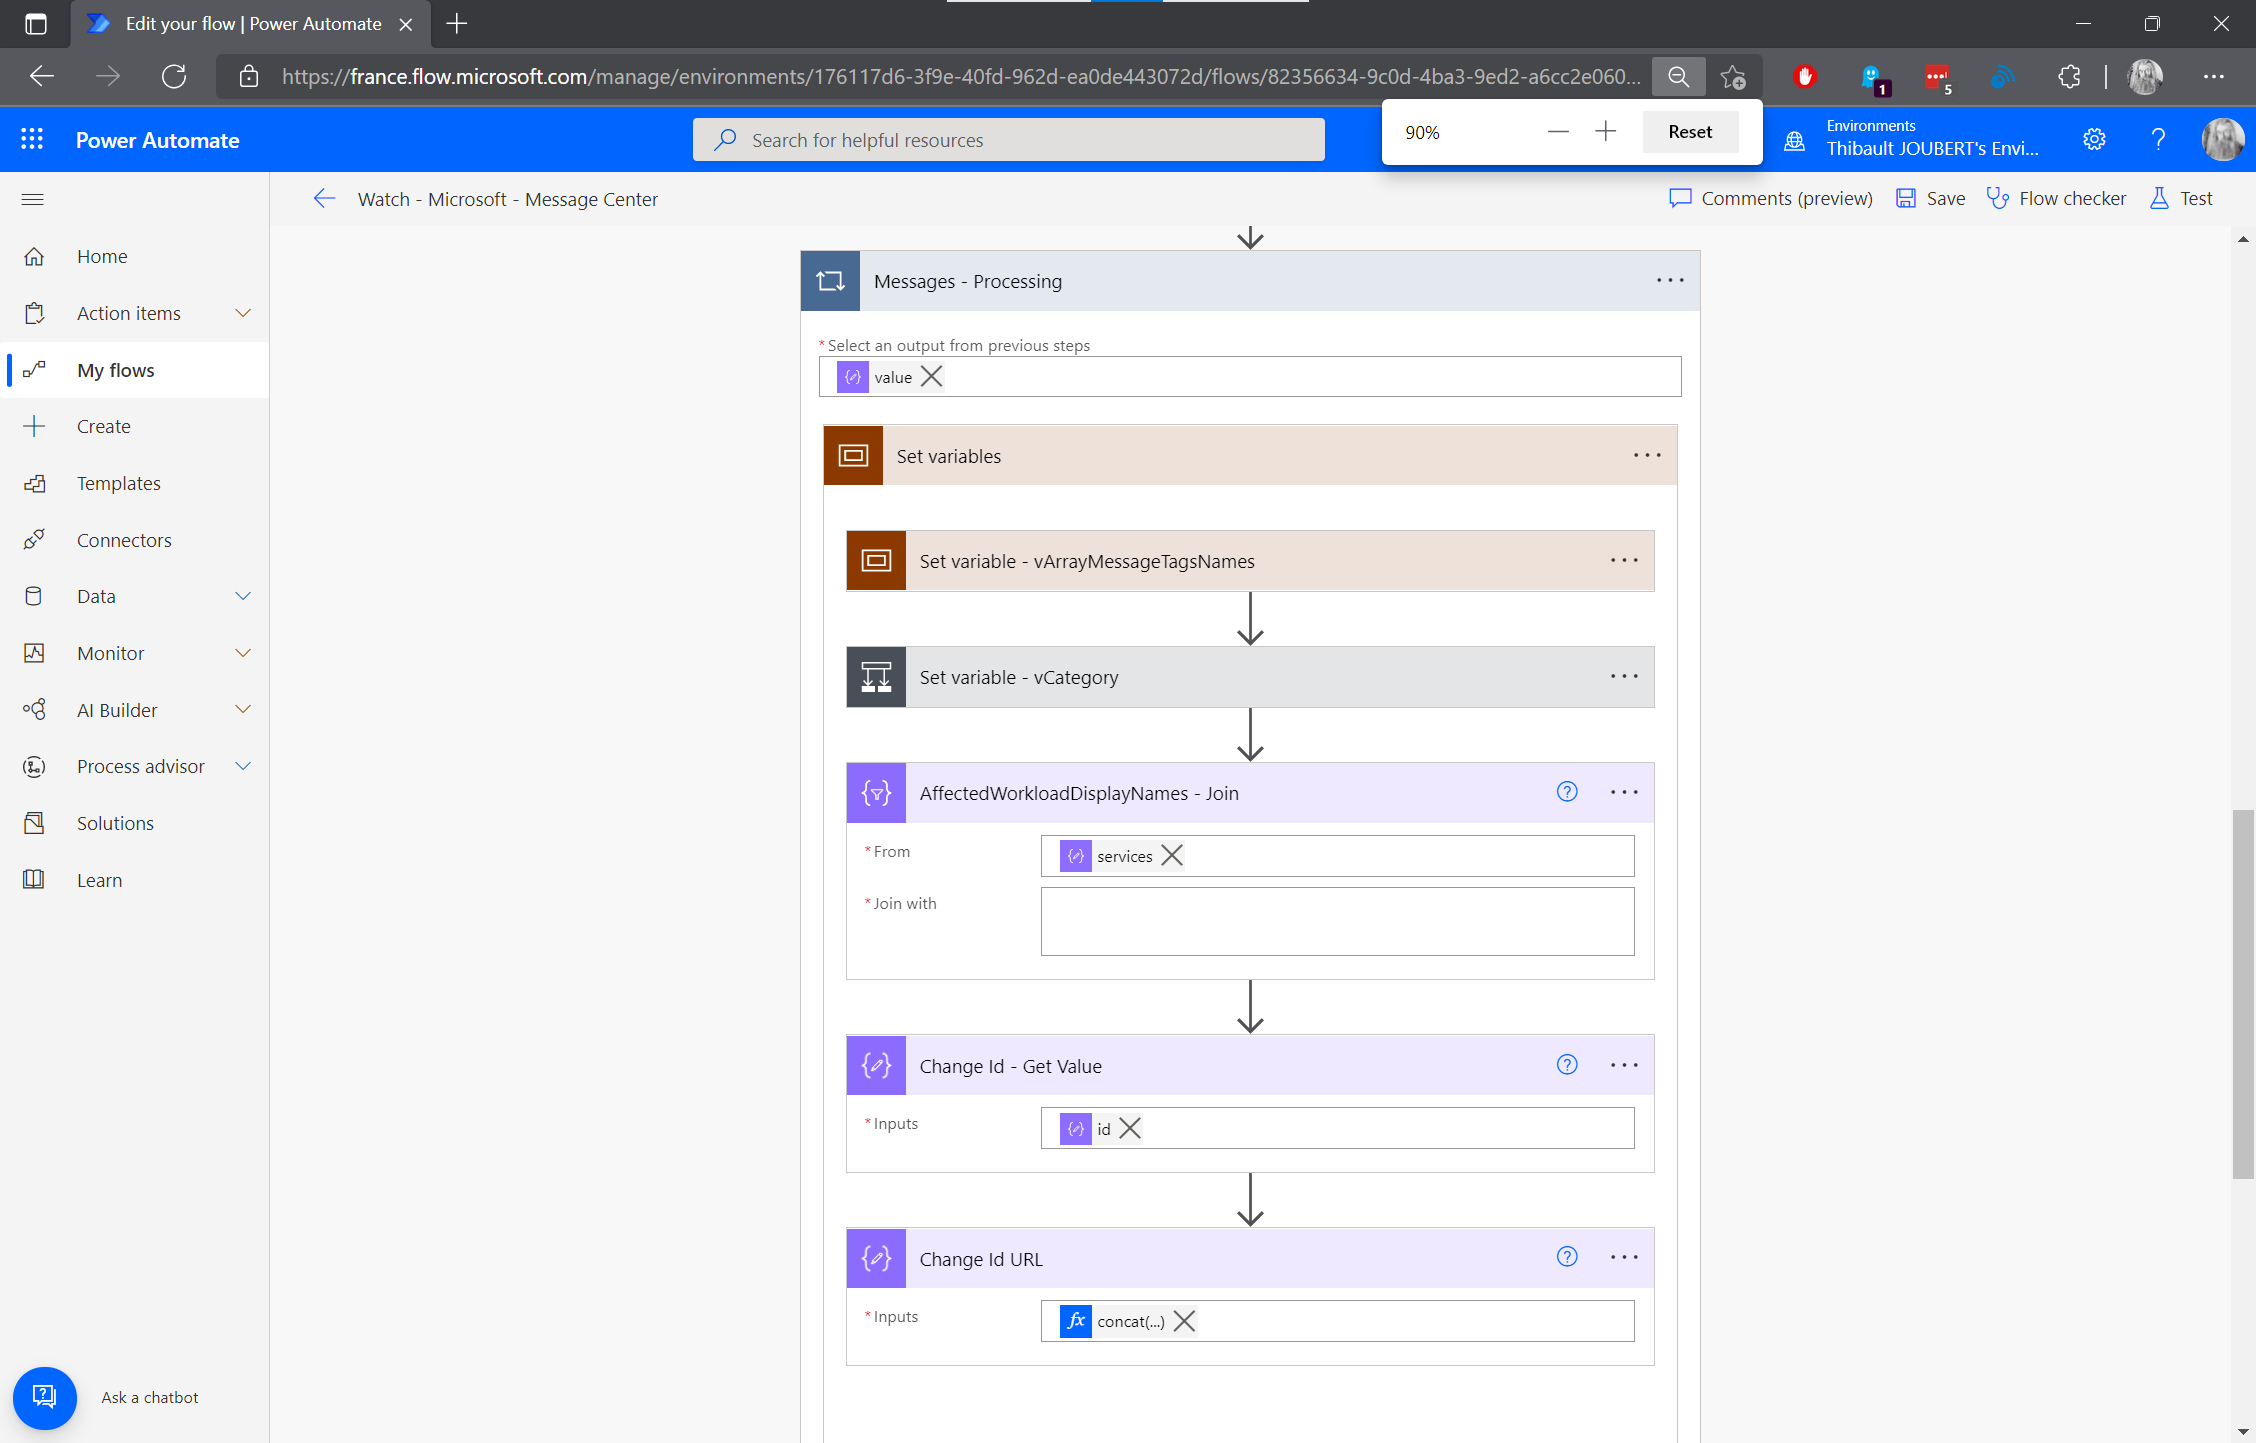 Edit your flow | Power Automate
https://france.flow.microsoft.com/manage/environments/176117d6-3f9e-40fd-962d-ea0de443072d/flows/82356634-9c0d-4ba3-9ed2-a6cc2e060...
1
5
90%
Reset
Power Automate
Search for helpful resources
Environments
Thibault JOUBERT's Envi...
Watch - Microsoft - Message Center
Comments (preview)
Save
Flow checker
Test
Home
Action items
My flows
Create
Templates
Connectors
Data
Monitor
AI Builder
Process advisor
Solutions
Learn
Ask a chatbot
Messages - Processing
* Select an output from previous steps
value
Set variables
Set variable - vArrayMessageTagsNames
Set variable - vCategory
AffectedWorkloadDisplayNames - Join
* From
services
* Join with
Change Id - Get Value
* Inputs
id
Change Id URL
* Inputs
fx concat(...)